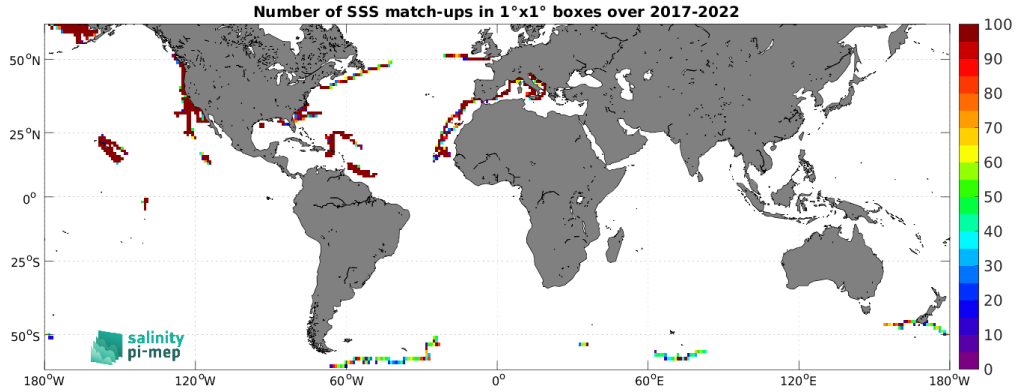 Number of SSS match-ups in 1°x1° boxes over 2017-2022
100
90
80
70
60
50
40
30
20
10
0
50°N
25°N
0°
25°S
50°S
salinity
pi-mep
180°W 120°W 60°W 0° 60°E 120°E 180°W